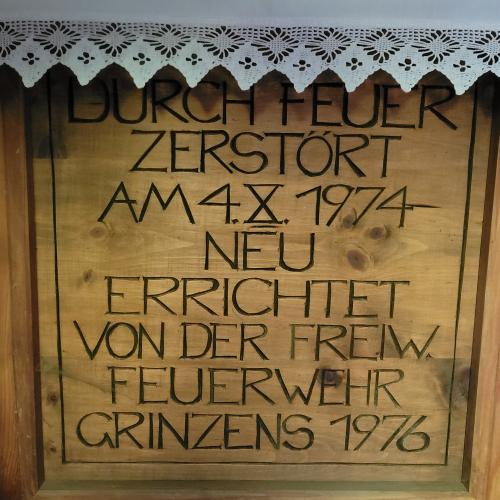 DURCH FEUER
ZERSTÖRT
AM 4.X. 1974
NEU
ERRICHTET
VON DER FREIW.
FEUERWEHR
GRINZENS 1976